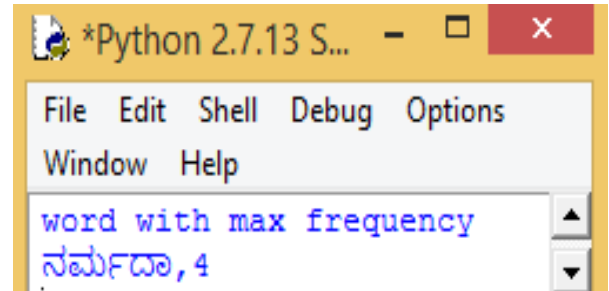 *Python 2.7.13 S...
File Edit Shell Debug Options
Window Help
word with max frequency
ನರ್ಮದಾ,4